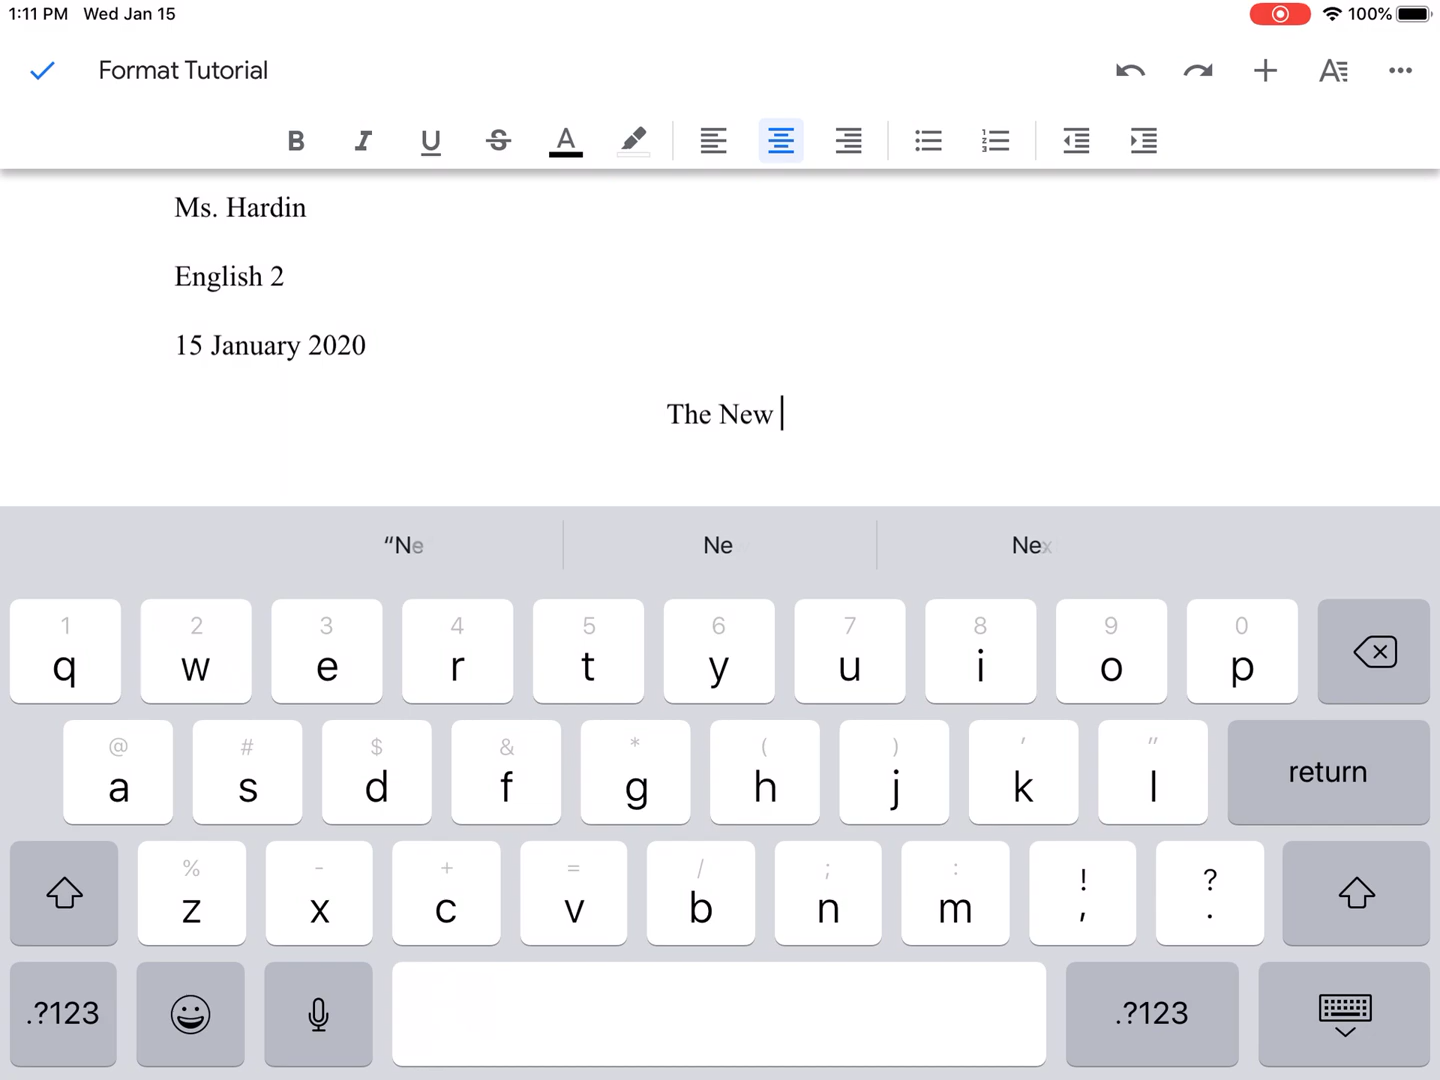 1:11 PM Wed Jan 15 100%
Format Tutorial
B I U S A
Ms. Hardin
English 2
15 January 2020
The New
“Ne Ne Nex
1 2 3 4 5 6 7 8 9 0
q w e r t y u i o p
@ # $ & * ( ) ' "
a s d f g h j k l return
% - + = / ; : ! ?
z x c v b n m , .
.?123 .?123